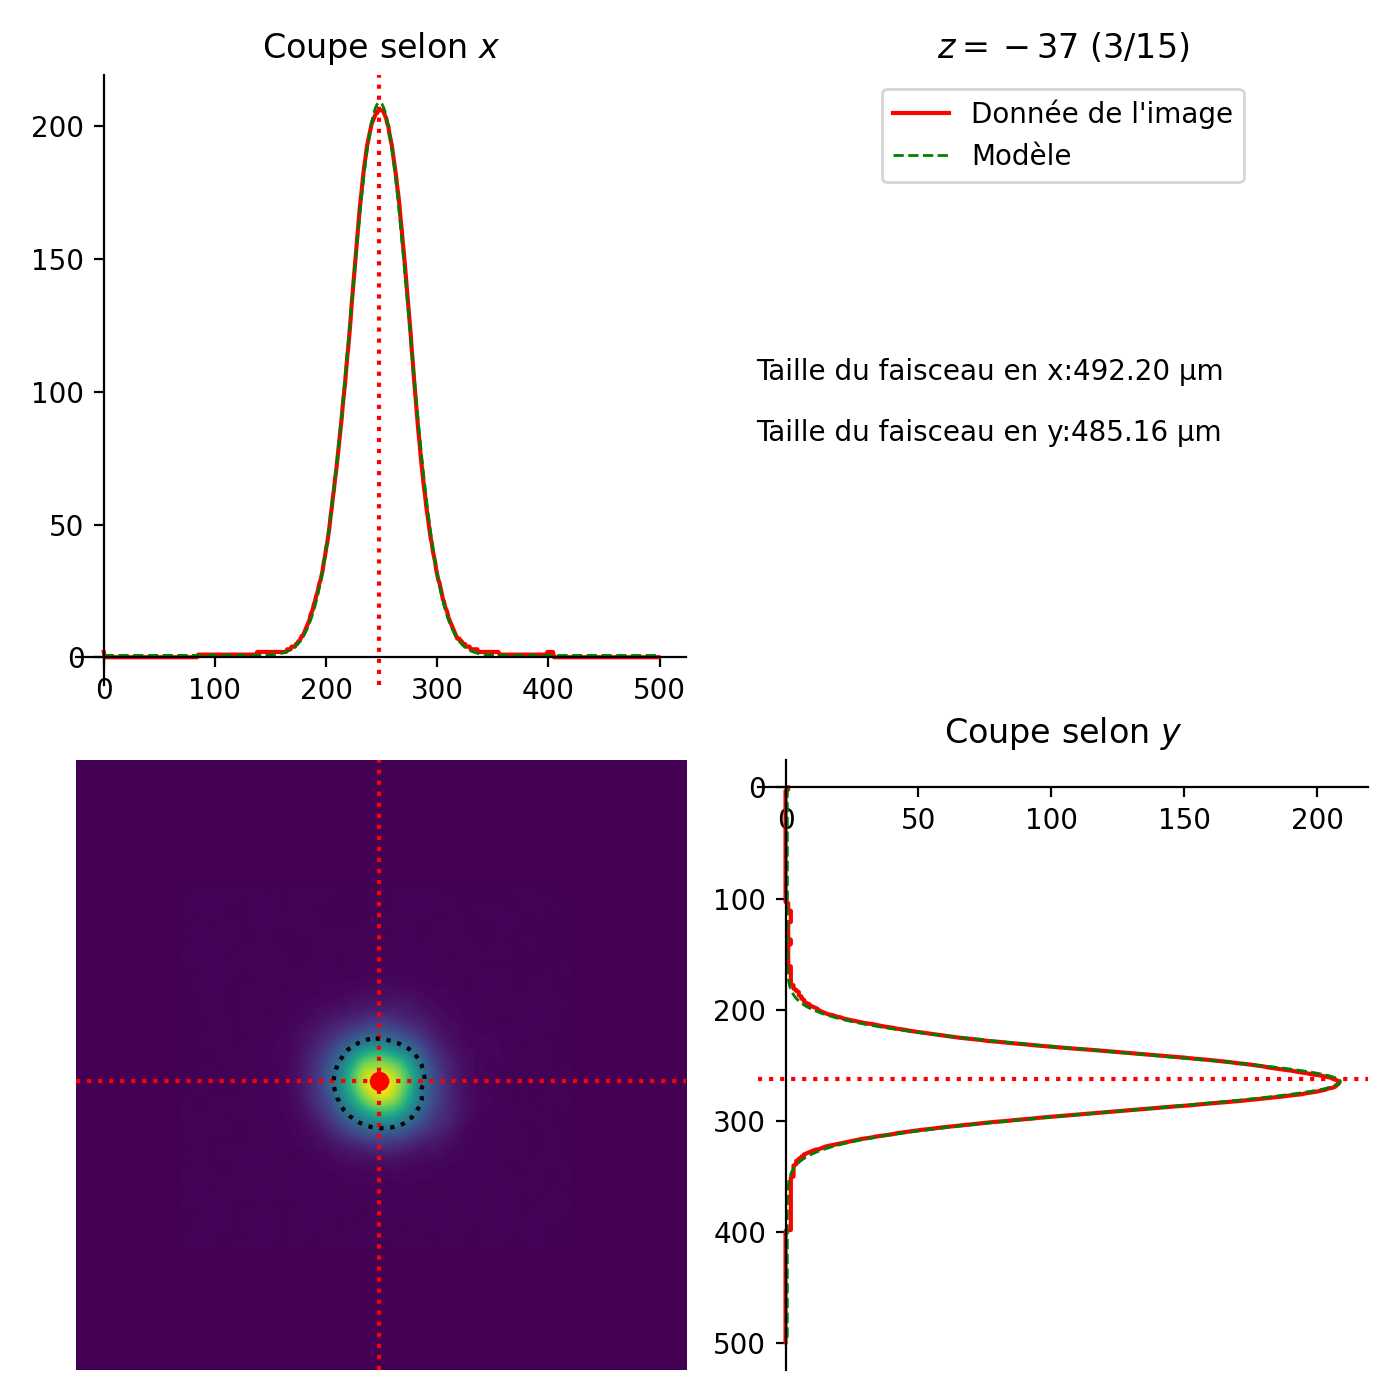 Coupe selon x
200
150
100
50
0
0 100 200 300 400 500
z = −37 (3/15)
Donnée de l'image
Modèle
Taille du faisceau en x:492.20 µm
Taille du faisceau en y:485.16 µm
Coupe selon y
0
0 50 100 150 200
100
200
300
400
500